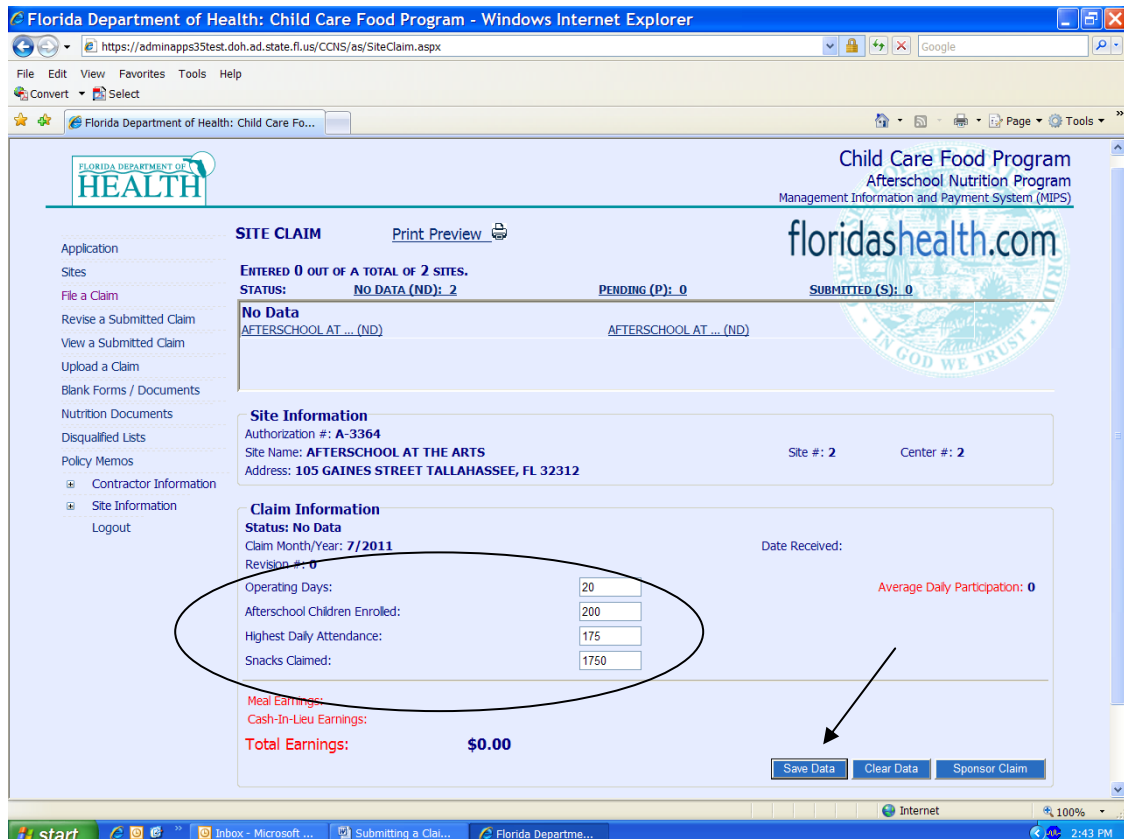 Florida Department of Health: Child Care Food Program - Windows Internet Explorer
https://adminapps35test.doh.ad.state.fl.us/CCNS/as/SiteClaim.aspx
Google
File Edit View Favorites Tools Help
Convert Select
Florida Department of Health: Child Care Fo...
Page Tools
FLORIDA DEPARTMENT OF
HEALTH
Child Care Food Program
Afterschool Nutrition Program
Management Information and Payment System (MIPS)
floridashealth.com
IN GOD WE TRUST
Application
Sites
File a Claim
Revise a Submitted Claim
View a Submitted Claim
Upload a Claim
Blank Forms / Documents
Nutrition Documents
Disqualified Lists
Policy Memos
Contractor Information
Site Information
Logout
SITE CLAIM Print Preview
ENTERED 0 OUT OF A TOTAL OF 2 SITES.
STATUS: NO DATA (ND): 2 PENDING (P): 0 SUBMITTED (S): 0
No Data
AFTERSCHOOL AT ... (ND) AFTERSCHOOL AT ... (ND)
Site Information
Authorization #: A-3364
Site Name: AFTERSCHOOL AT THE ARTS Site #: 2 Center #: 2
Address: 105 GAINES STREET TALLAHASSEE, FL 32312
Claim Information
Status: No Data
Claim Month/Year: 7/2011 Date Received:
Revision #: 0
Operating Days: 20 Average Daily Participation: 0
Afterschool Children Enrolled: 200
Highest Daily Attendance: 175
Snacks Claimed: 1750
Meal Earnings:
Cash-In-Lieu Earnings:
Total Earnings: $0.00
Save Data Clear Data Sponsor Claim
Internet 100%
start Inbox - Microsoft ... Submitting a Clai... Florida Departme... 2:43 PM